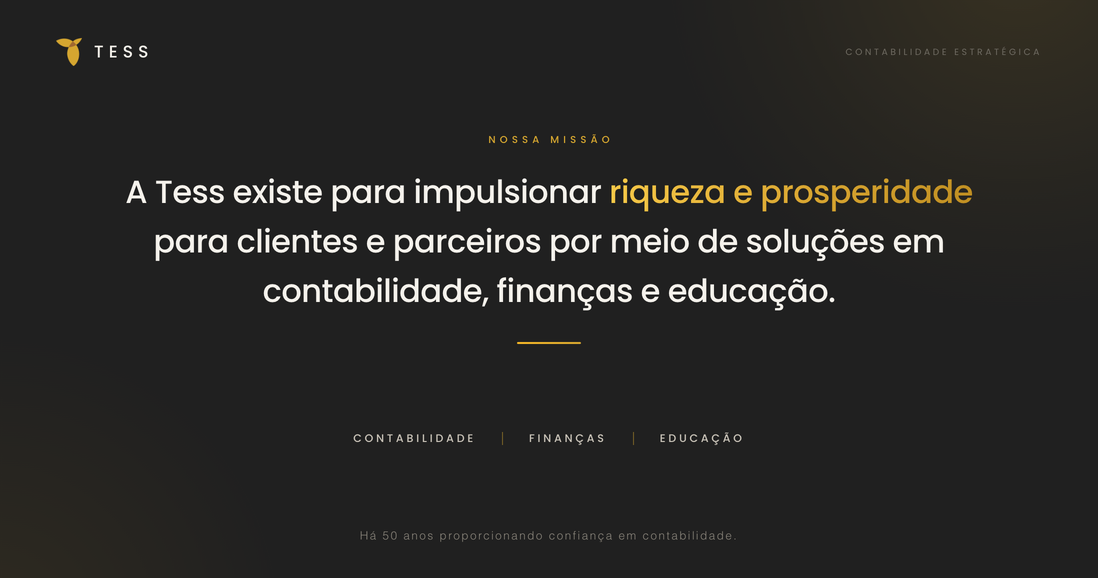 TESS
CONTABILIDADE ESTRATÉGICA
NOSSA MISSÃO
A Tess existe para impulsionar riqueza e prosperidade
para clientes e parceiros por meio de soluções em
contabilidade, finanças e educação.
CONTABILIDADE | FINANÇAS | EDUCAÇÃO
Há 50 anos proporcionando confiança em contabilidade.